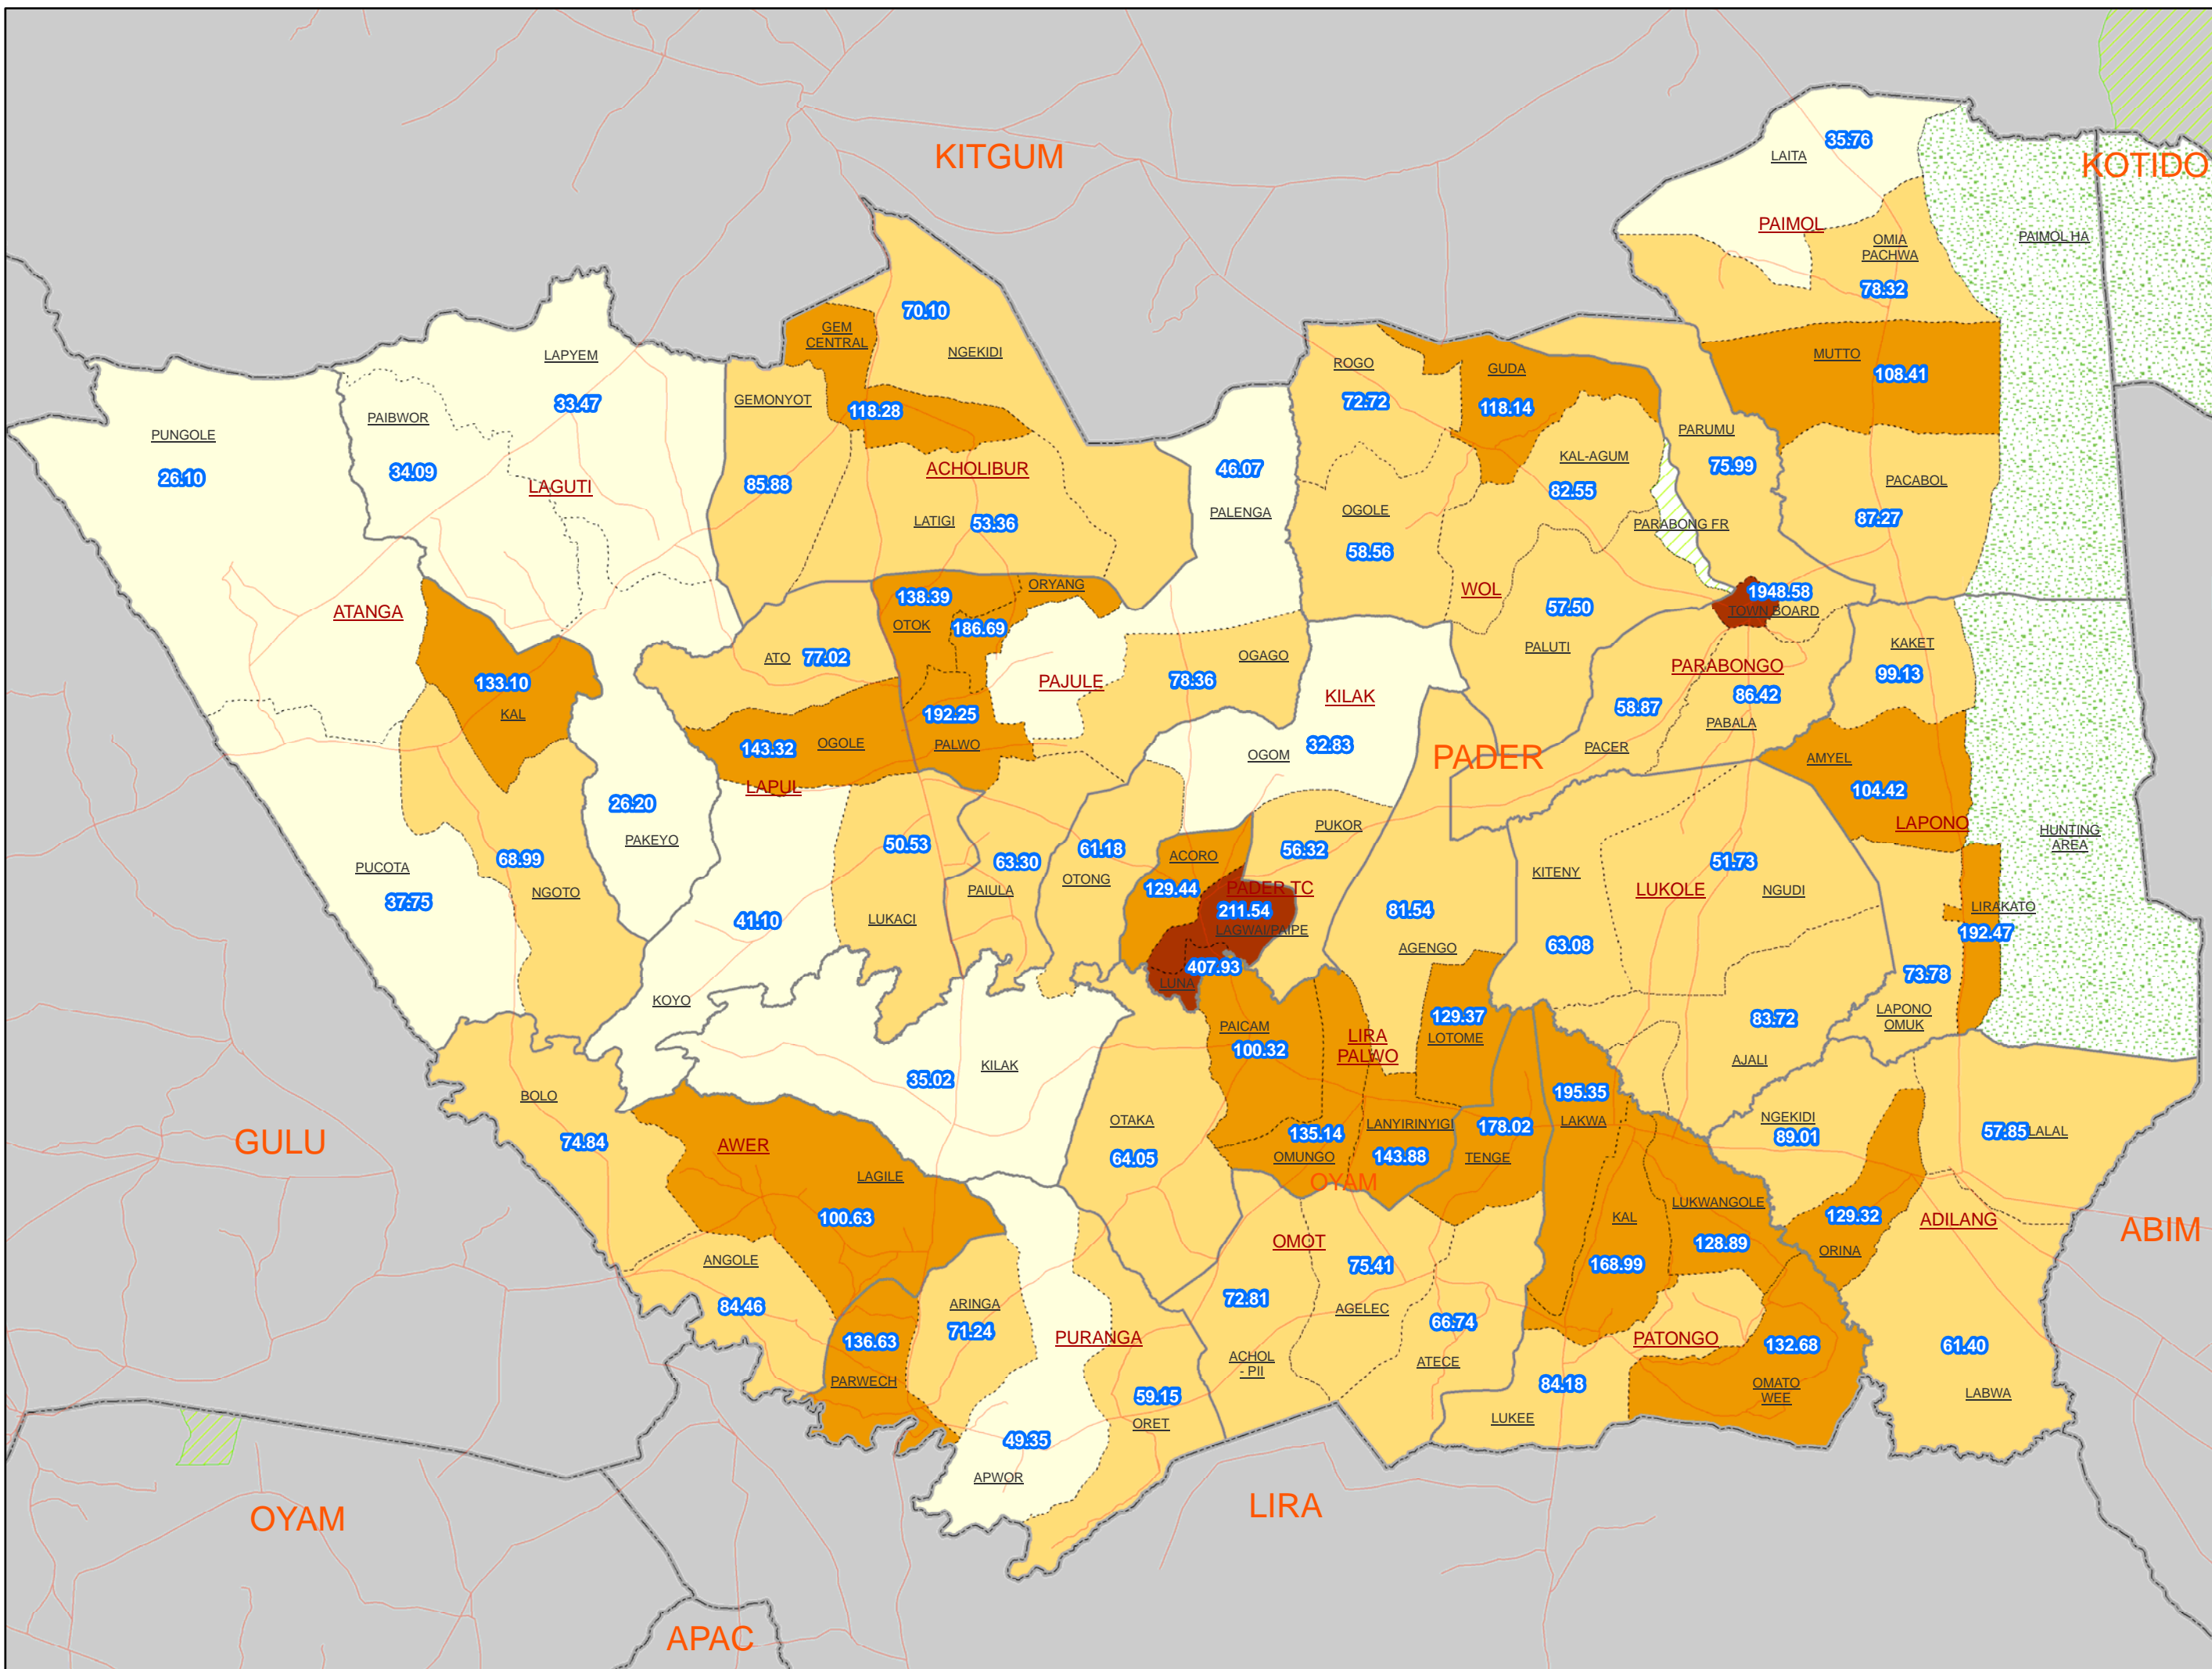 KITGUM
KOTIDO
35.76
LAITA
PAIMOL
OMIA
PACHWA
PAIMOL HA
78.32
70.10
GEM
CENTRAL
NGEKIDI
LAPYEM
33.47
118.28
GEMONYOT
PAIBWOR
PUNGOLE
26.10
34.09
LAGUTI
85.88
ACHOLIBUR
LATIGI
53.36
46.07
PALENGA
ROGO
72.72
GUDA
118.14
KAL-AGUM
82.55
OGOLE
58.56
PARUMU
75.99
MUTTO
108.41
PACABOL
87.27
PARABONG FR
ATANGA
133.10
KAL
ATO
77.02
138.39
OTOK
186.69
ORYANG
PAJULE
OGAGO
78.36
WOL
57.50
PALUTI
1948.58
TOWN BOARD
PARABONGO
86.42
PABALA
58.87
PACER
KAKET
99.13
143.32
OGOLE
LAPUL
192.25
PALWO
KILAK
32.83
OGOM
PADER
AMYEL
104.42
LAPONO
HUNTING
AREA
26.20
PAKEYO
PUCOTA
37.75
68.99
NGOTO
41.10
KOYO
50.53
LUKACI
63.30
PAIULA
61.18
OTONG
ACORO
129.44
PUKOR
56.32
PADER TC
211.54
LAGWAI/PAIPE
407.93
LUNA
81.54
AGENGO
KITENY
63.08
51.73
LUKOLE
NGUDI
LIRAKATO
192.47
73.78
LAPONO
OMUK
83.72
AJALI
PAICAM
100.32
LIRA
PALWO
129.37
LOTOME
35.02
KILAK
BOLO
74.84
GULU
AWER
LAGILE
100.63
OTAKA
64.05
135.14
OMUNGO
LANYIRINYIGI
143.88
178.02
TENGE
195.35
LAKWA
NGEKIDI
89.01
57.85
LALAL
OYAM
KAL
168.99
LUKWANGOLE
128.89
129.32
ORINA
ADILANG
ABIM
ANGOLE
84.46
136.63
PARWECH
ARINGA
71.24
PURANGA
OMOT
72.81
75.41
AGELEC
ACHOL
- PII
66.74
ATECE
PATONGO
132.68
OMATO
WEE
61.40
LABWA
84.18
LUKEE
59.15
ORET
49.35
APWOR
OYAM
LIRA
APAC